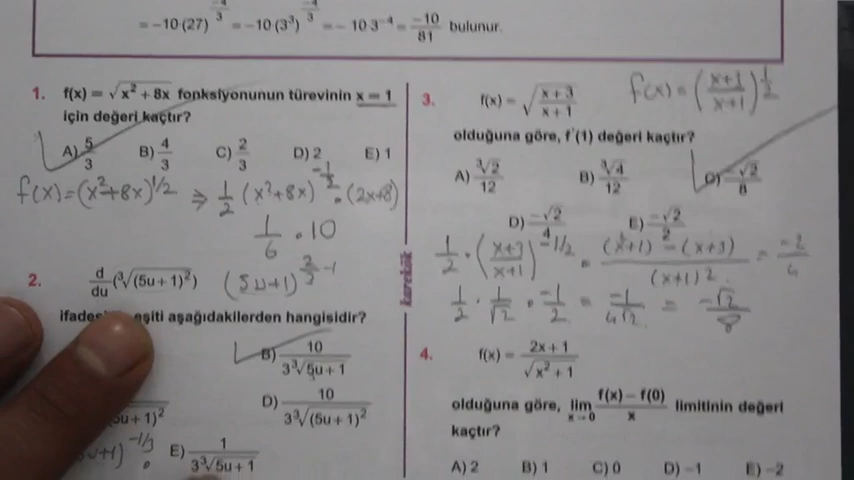 = −10·(27)^(−4/3) = −10·(3³)^(−4/3) = − 10·3⁻⁴ = −10/81 bulunur.
1. f(x) = √(x² + 8x) fonksiyonunun türevinin x = 1
için değeri kaçtır?
A) 5/3 B) 4/3 C) 2/3 D) 2 E) 1
f(x) = (x²+8x)^1/2 ⇒ 1/2 (x²+8x)^(−1/2) · (2x+8)
1/6 · 10
2. d/du (³√(5u + 1)²) (5u+1)^(2/3 −1)
eşiti aşağıdakilerden hangisidir?
B) 10/(3 ³√(5u + 1))
D) 10/(3 ³√(5u + 1)²)
E) 1/(3 ³√(5u + 1))
karekök
3. f(x) = √((x + 3)/(x + 1)) f(x) = ((x+3)/(x+1))^(1/2)
olduğuna göre, f'(1) değeri kaçtır?
A) ³√2/12 B) ³√4/12 C) −√2/8
D) −√2/4 E) −√2/2
1/2 · ((x+3)/(x+1))^(−1/2) · ((x+1) − (x+3))/(x+1)² = −2/4
1/2 · 1/√2 · −1/2 = −1/(4√2) = −√2/8
4. f(x) = (2x + 1)/√(x² + 1)
olduğuna göre, lim x→0 (f(x) − f(0))/x limitinin değeri
kaçtır?
A) 2 B) 1 C) 0 D) −1 E) −2